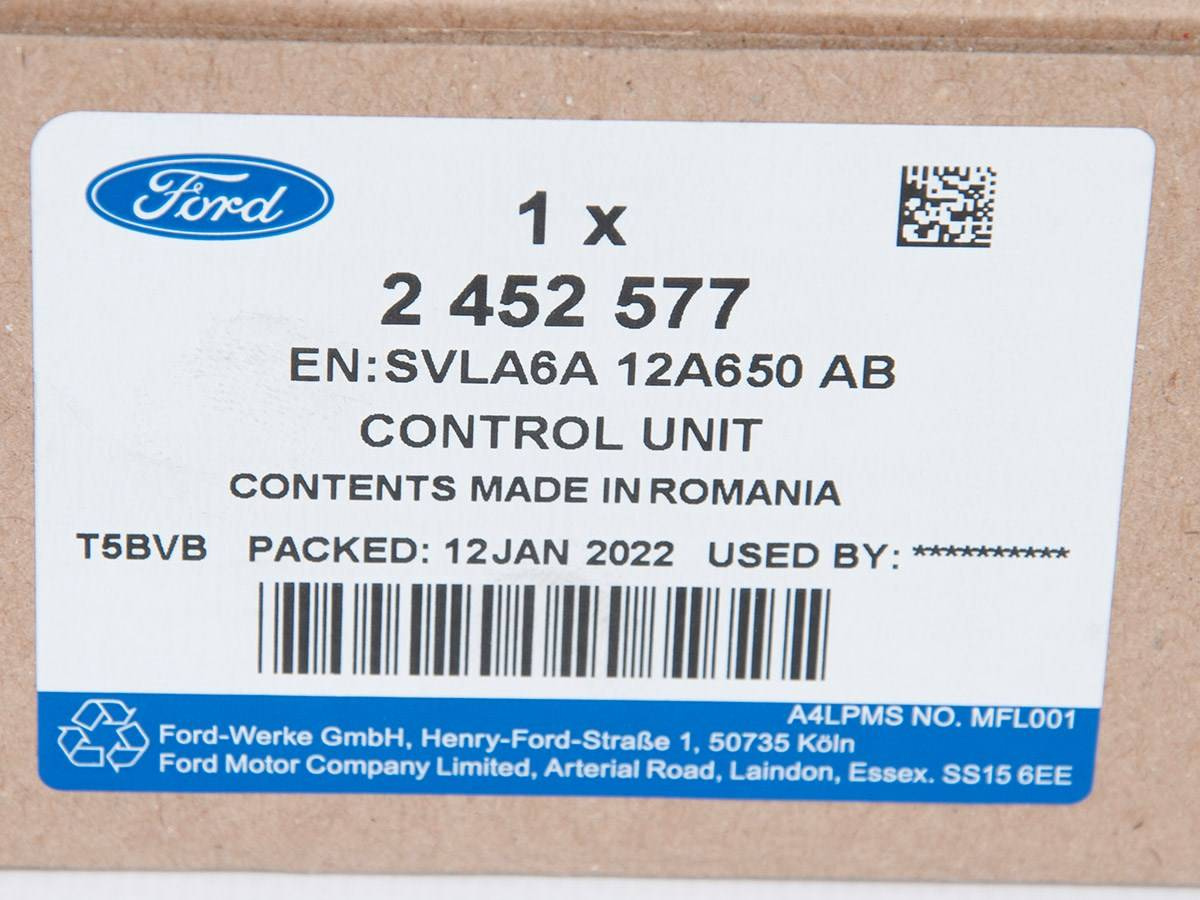 Ford
1 x
2 452 577
EN:SVLA6A 12A650 AB
CONTROL UNIT
CONTENTS MADE IN ROMANIA
T5BVB PACKED: 12JAN 2022 USED BY: **********
A4LPMS NO. MFL001
Ford-Werke GmbH, Henry-Ford-Straße 1, 50735 Köln
Ford Motor Company Limited, Arterial Road, Laindon, Essex. SS15 6EE